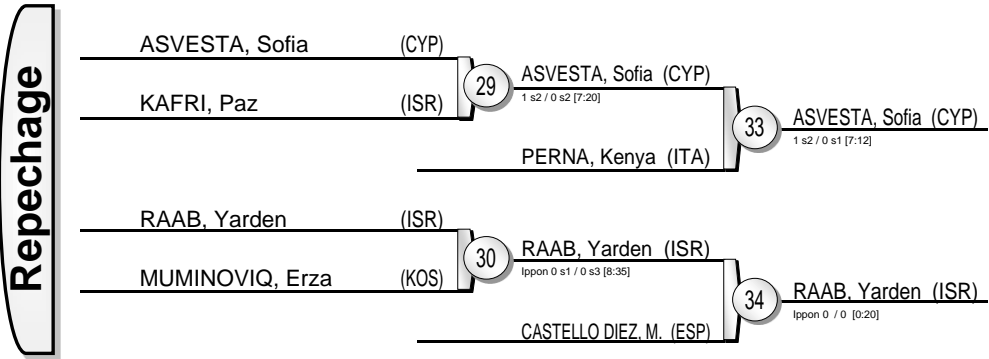 Repechage
ASVESTA, Sofia (CYP)
KAFRI, Paz (ISR)
29
ASVESTA, Sofia (CYP)
1 s2 / 0 s2 [7:20]
PERNA, Kenya (ITA)
33
ASVESTA, Sofia (CYP)
1 s2 / 0 s1 [7:12]
RAAB, Yarden (ISR)
MUMINOVIQ, Erza (KOS)
30
RAAB, Yarden (ISR)
Ippon 0 s1 / 0 s3 [8:35]
CASTELLO DIEZ, M. (ESP)
34
RAAB, Yarden (ISR)
Ippon 0 / 0 [0:20]